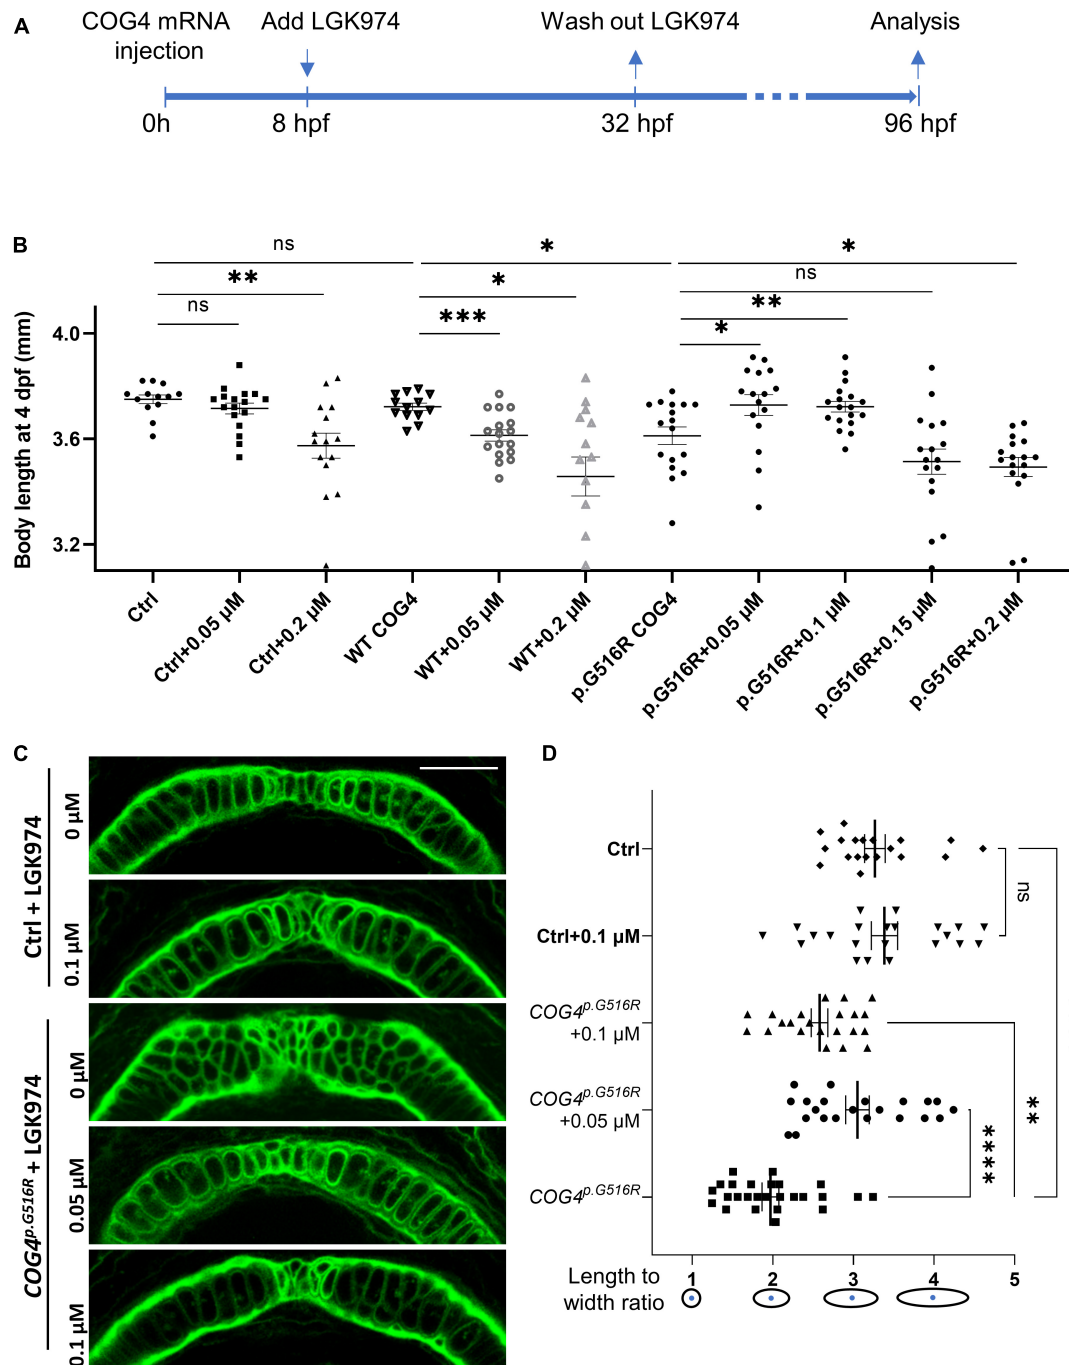 A
COG4 mRNA
injection
Add LGK974
Wash out LGK974
Analysis
0h
8 hpf
32 hpf
96 hpf
B
ns
*
*
**
*
ns
ns
***
**
*
Body length at 4 dpf (mm)
4.0
3.6
3.2
Ctrl
Ctrl+0.05 µM
Ctrl+0.2 µM
WT COG4
WT+0.05 µM
WT+0.2 µM
p.G516R COG4
p.G516R+0.05 µM
p.G516R+0.1 µM
p.G516R+0.15 µM
p.G516R+0.2 µM
C
Ctrl + LGK974
0 µM
0.1 µM
COG4p.G516R + LGK974
0 µM
0.05 µM
0.1 µM
D
Ctrl
Ctrl+0.1 µM
COG4p.G516R
+0.1 µM
COG4p.G516R
+0.05 µM
COG4p.G516R
ns
**
****
1
2
3
4
5
Length to
width ratio